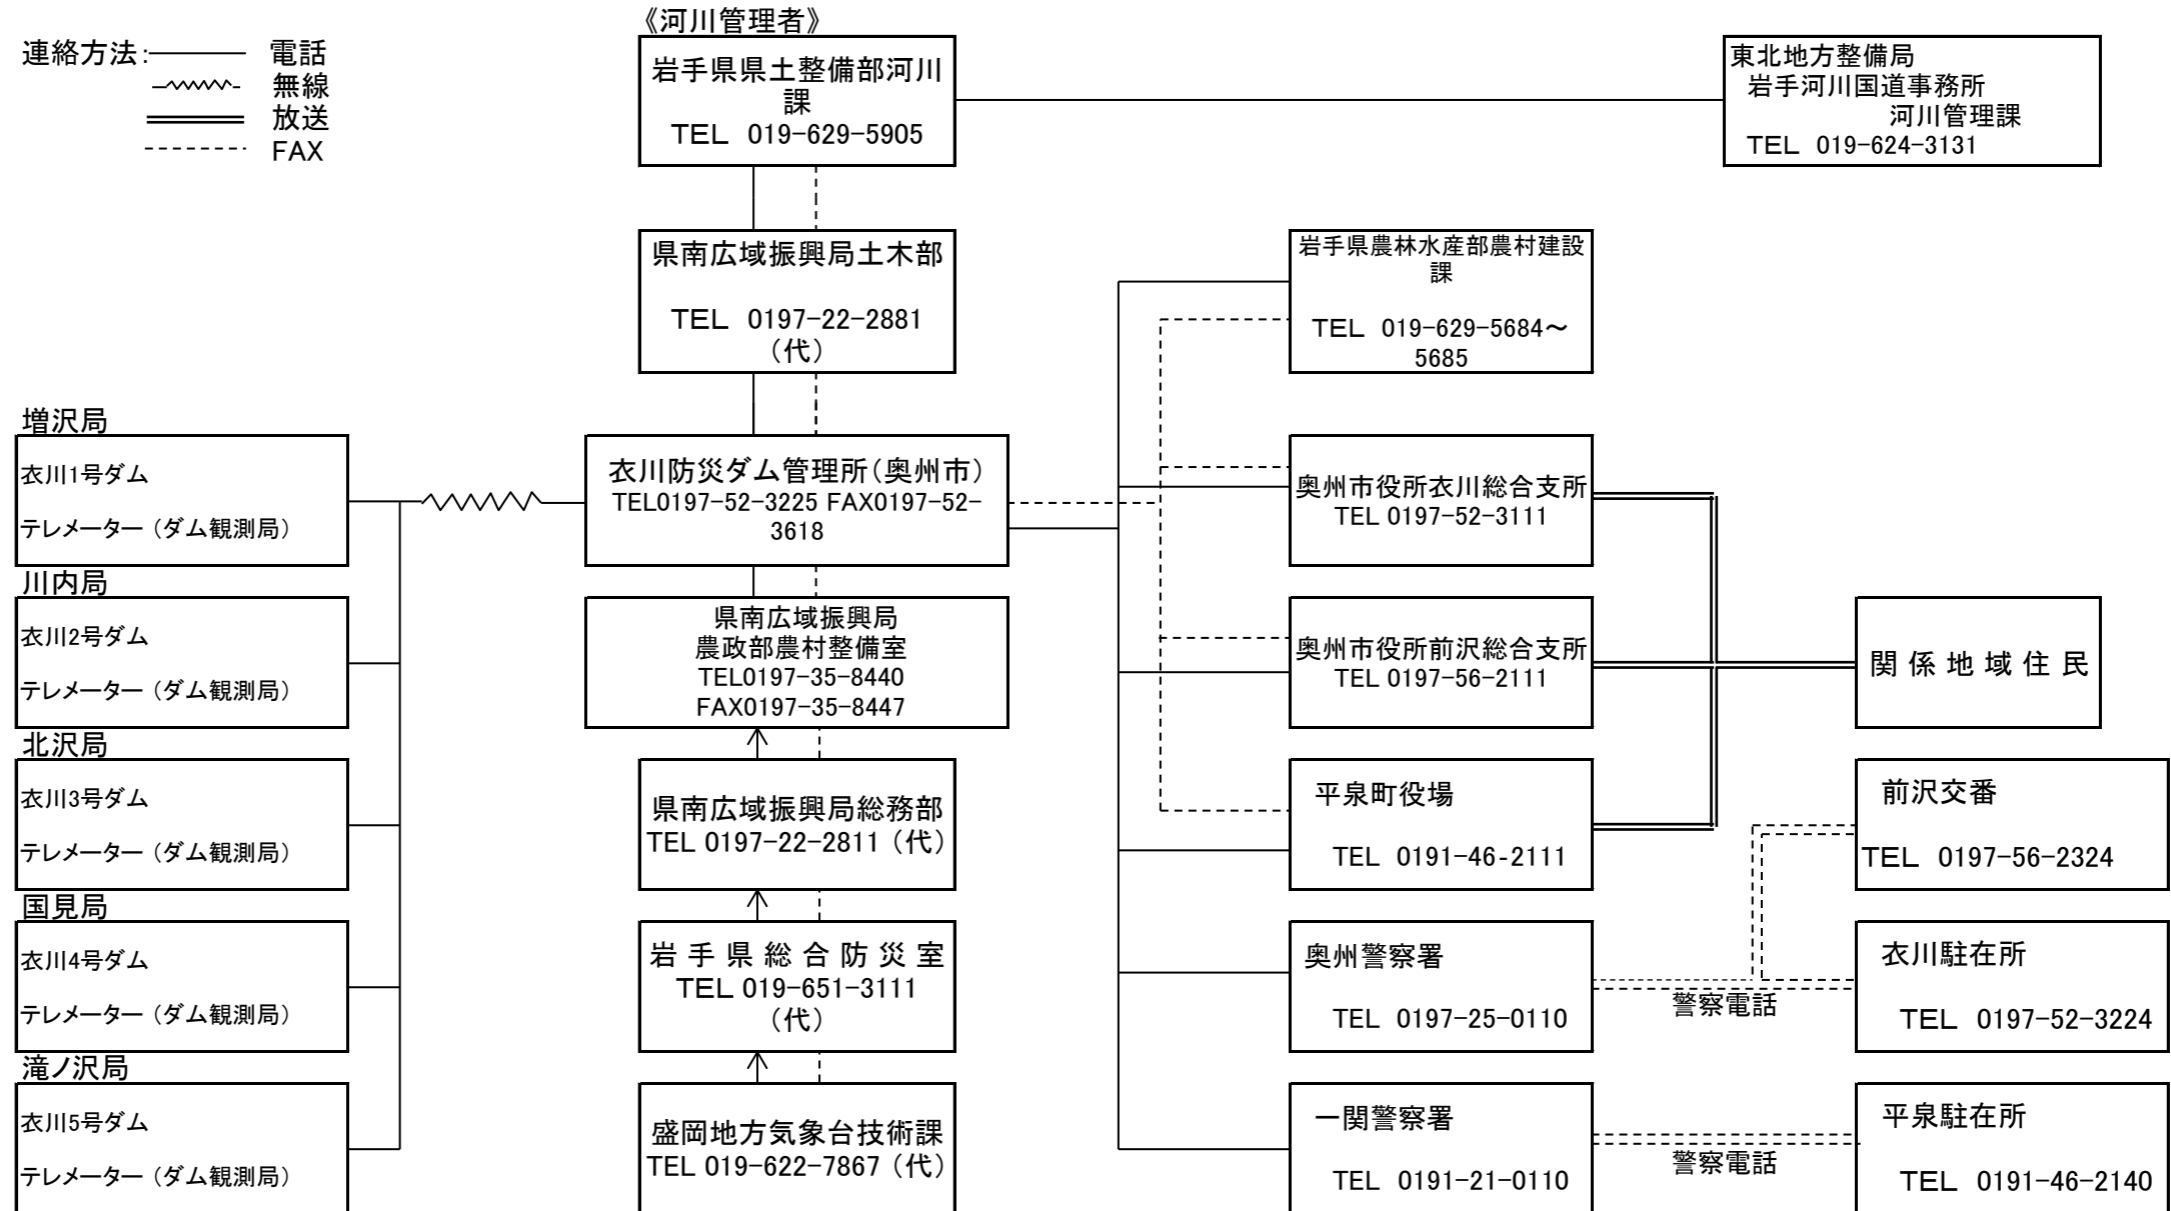 《河川管理者》
連絡方法:
電話
無線
放送
FAX
岩手県県土整備部河川
課
TEL 019-629-5905
東北地方整備局
岩手河川国道事務所
河川管理課
TEL 019-624-3131
県南広域振興局土木部
TEL 0197-22-2881
（代）
岩手県農林水産部農村建設
課
TEL 019-629-5684～
5685
増沢局
衣川1号ダム
テレメーター（ダム観測局）
衣川防災ダム管理所（奥州市）
TEL0197-52-3225 FAX0197-52-
3618
奥州市役所衣川総合支所
TEL 0197-52-3111
川内局
衣川2号ダム
テレメーター（ダム観測局）
県南広域振興局
農政部農村整備室
TEL0197-35-8440
FAX0197-35-8447
奥州市役所前沢総合支所
TEL 0197-56-2111
関係地域住民
北沢局
衣川3号ダム
テレメーター（ダム観測局）
県南広域振興局総務部
TEL 0197-22-2811（代）
平泉町役場
TEL 0191-46-2111
前沢交番
TEL 0197-56-2324
国見局
衣川4号ダム
テレメーター（ダム観測局）
岩手県総合防災室
TEL 019-651-3111
（代）
奥州警察署
TEL 0197-25-0110
警察電話
衣川駐在所
TEL 0197-52-3224
滝ノ沢局
衣川5号ダム
テレメーター（ダム観測局）
盛岡地方気象台技術課
TEL 019-622-7867（代）
一関警察署
TEL 0191-21-0110
警察電話
平泉駐在所
TEL 0191-46-2140